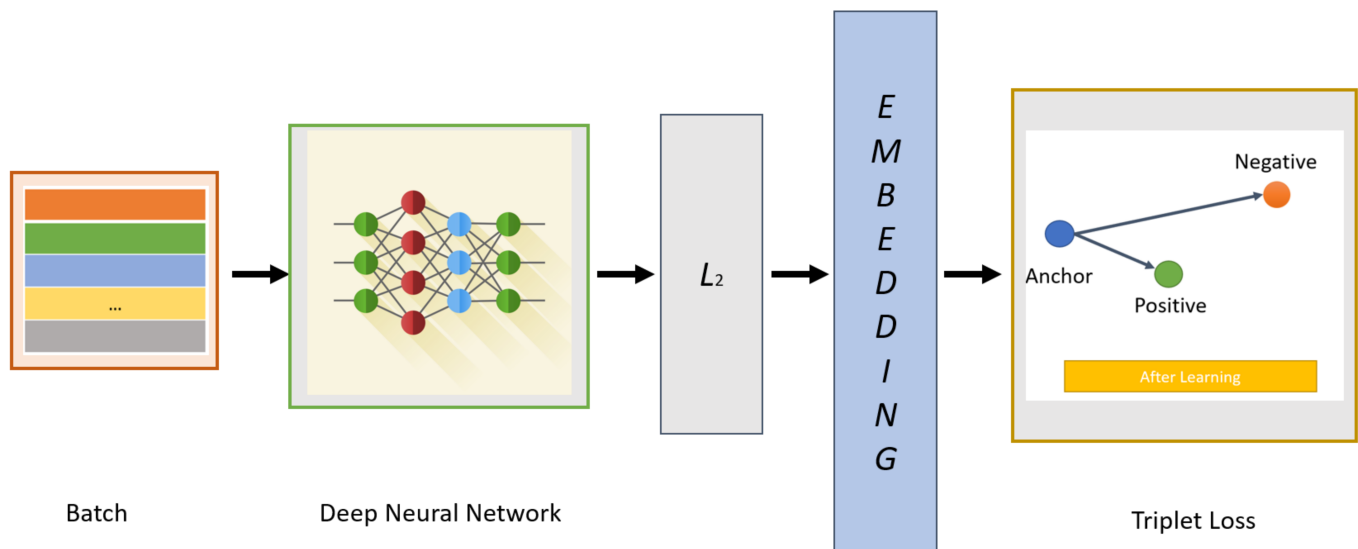 ...
Batch
Deep Neural Network
L2
E
M
B
E
D
D
I
N
G
Negative
Anchor
Positive
After Learning
Triplet Loss